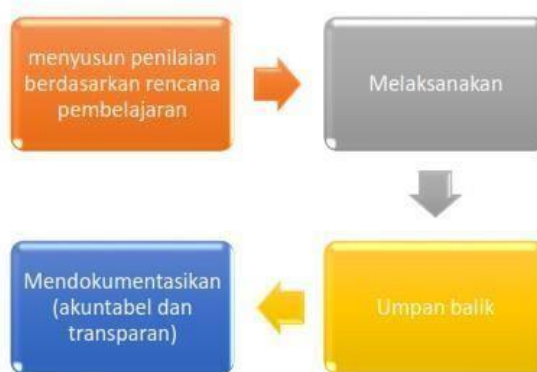 menyusun penilaian
berdasarkan rencana
pembelajaran
Melaksanakan
Umpan balik
Mendokumentasikan
(akuntabel dan
transparan)